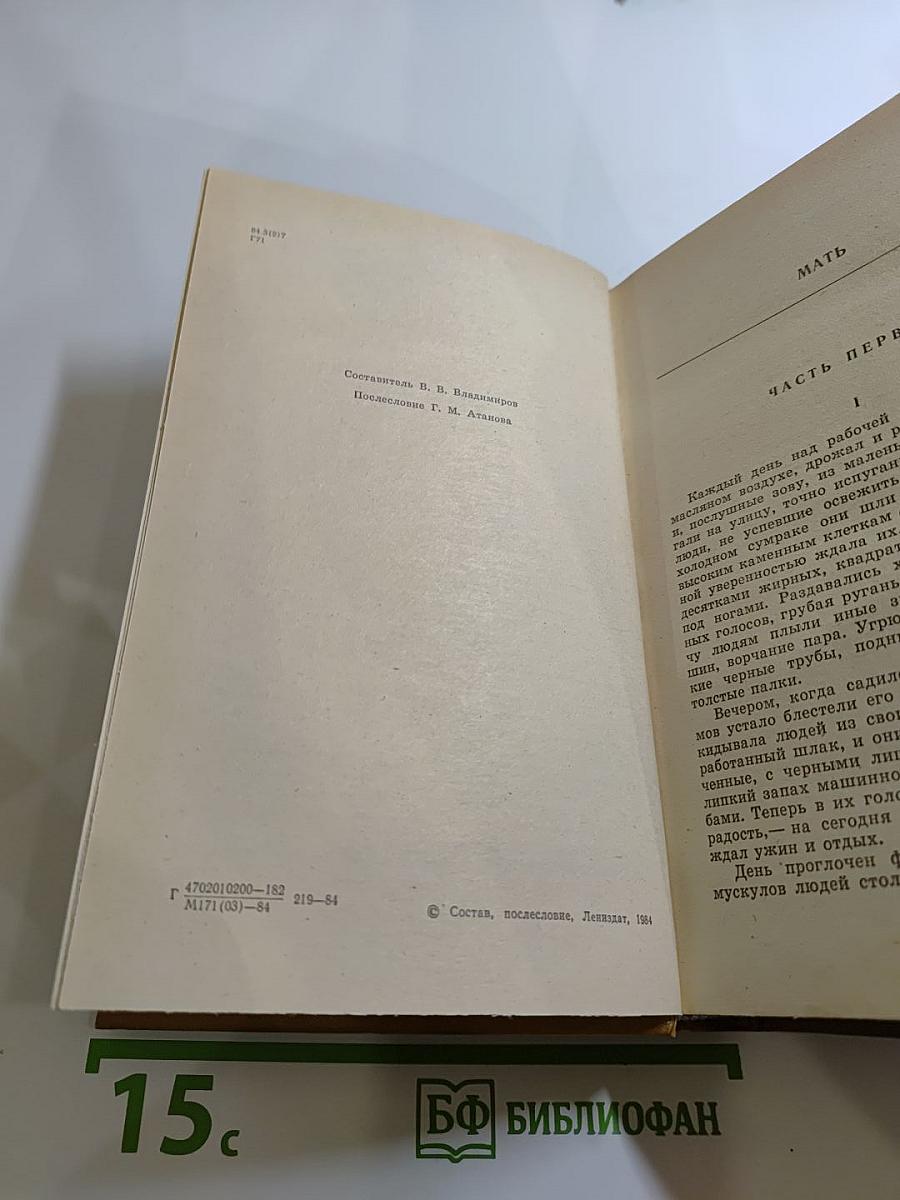 84.3(2)7
Г71
Составитель В. В. Владимиров
Послесловие Г. М. Атанова
Г 4702010200—182 219—84
М171(03)—84
© Состав, послесловие, Лениздат, 1984
МАТЬ
ЧАСТЬ ПЕРВ
I
Каждый день над рабочей
масляном воздухе, дрожал и р
и, послушные зову, из малень
гали на улицу, точно испуган
люди, не успевшие освежить
холодном сумраке они шли
высоким каменным клеткам
ной уверенностью ждала их,
десятками жирных, квадрат
под ногами. Раздавались
ных голосов, грубая ругань
чу людям плыли иные з
шин, ворчание пара. Угрю
кие черные трубы, подни
толстые палки.
Вечером, когда садило
мов устало блестели его
кидывала людей из свои
работанный шлак, и они
ченные, с черными лиц
липкий запах машинно
бами. Теперь в их голо
радость,— на сегодня
ждал ужин и отдых.
День проглочен ф
мускулов людей стол
15 с
БФ БИБЛИОФАН